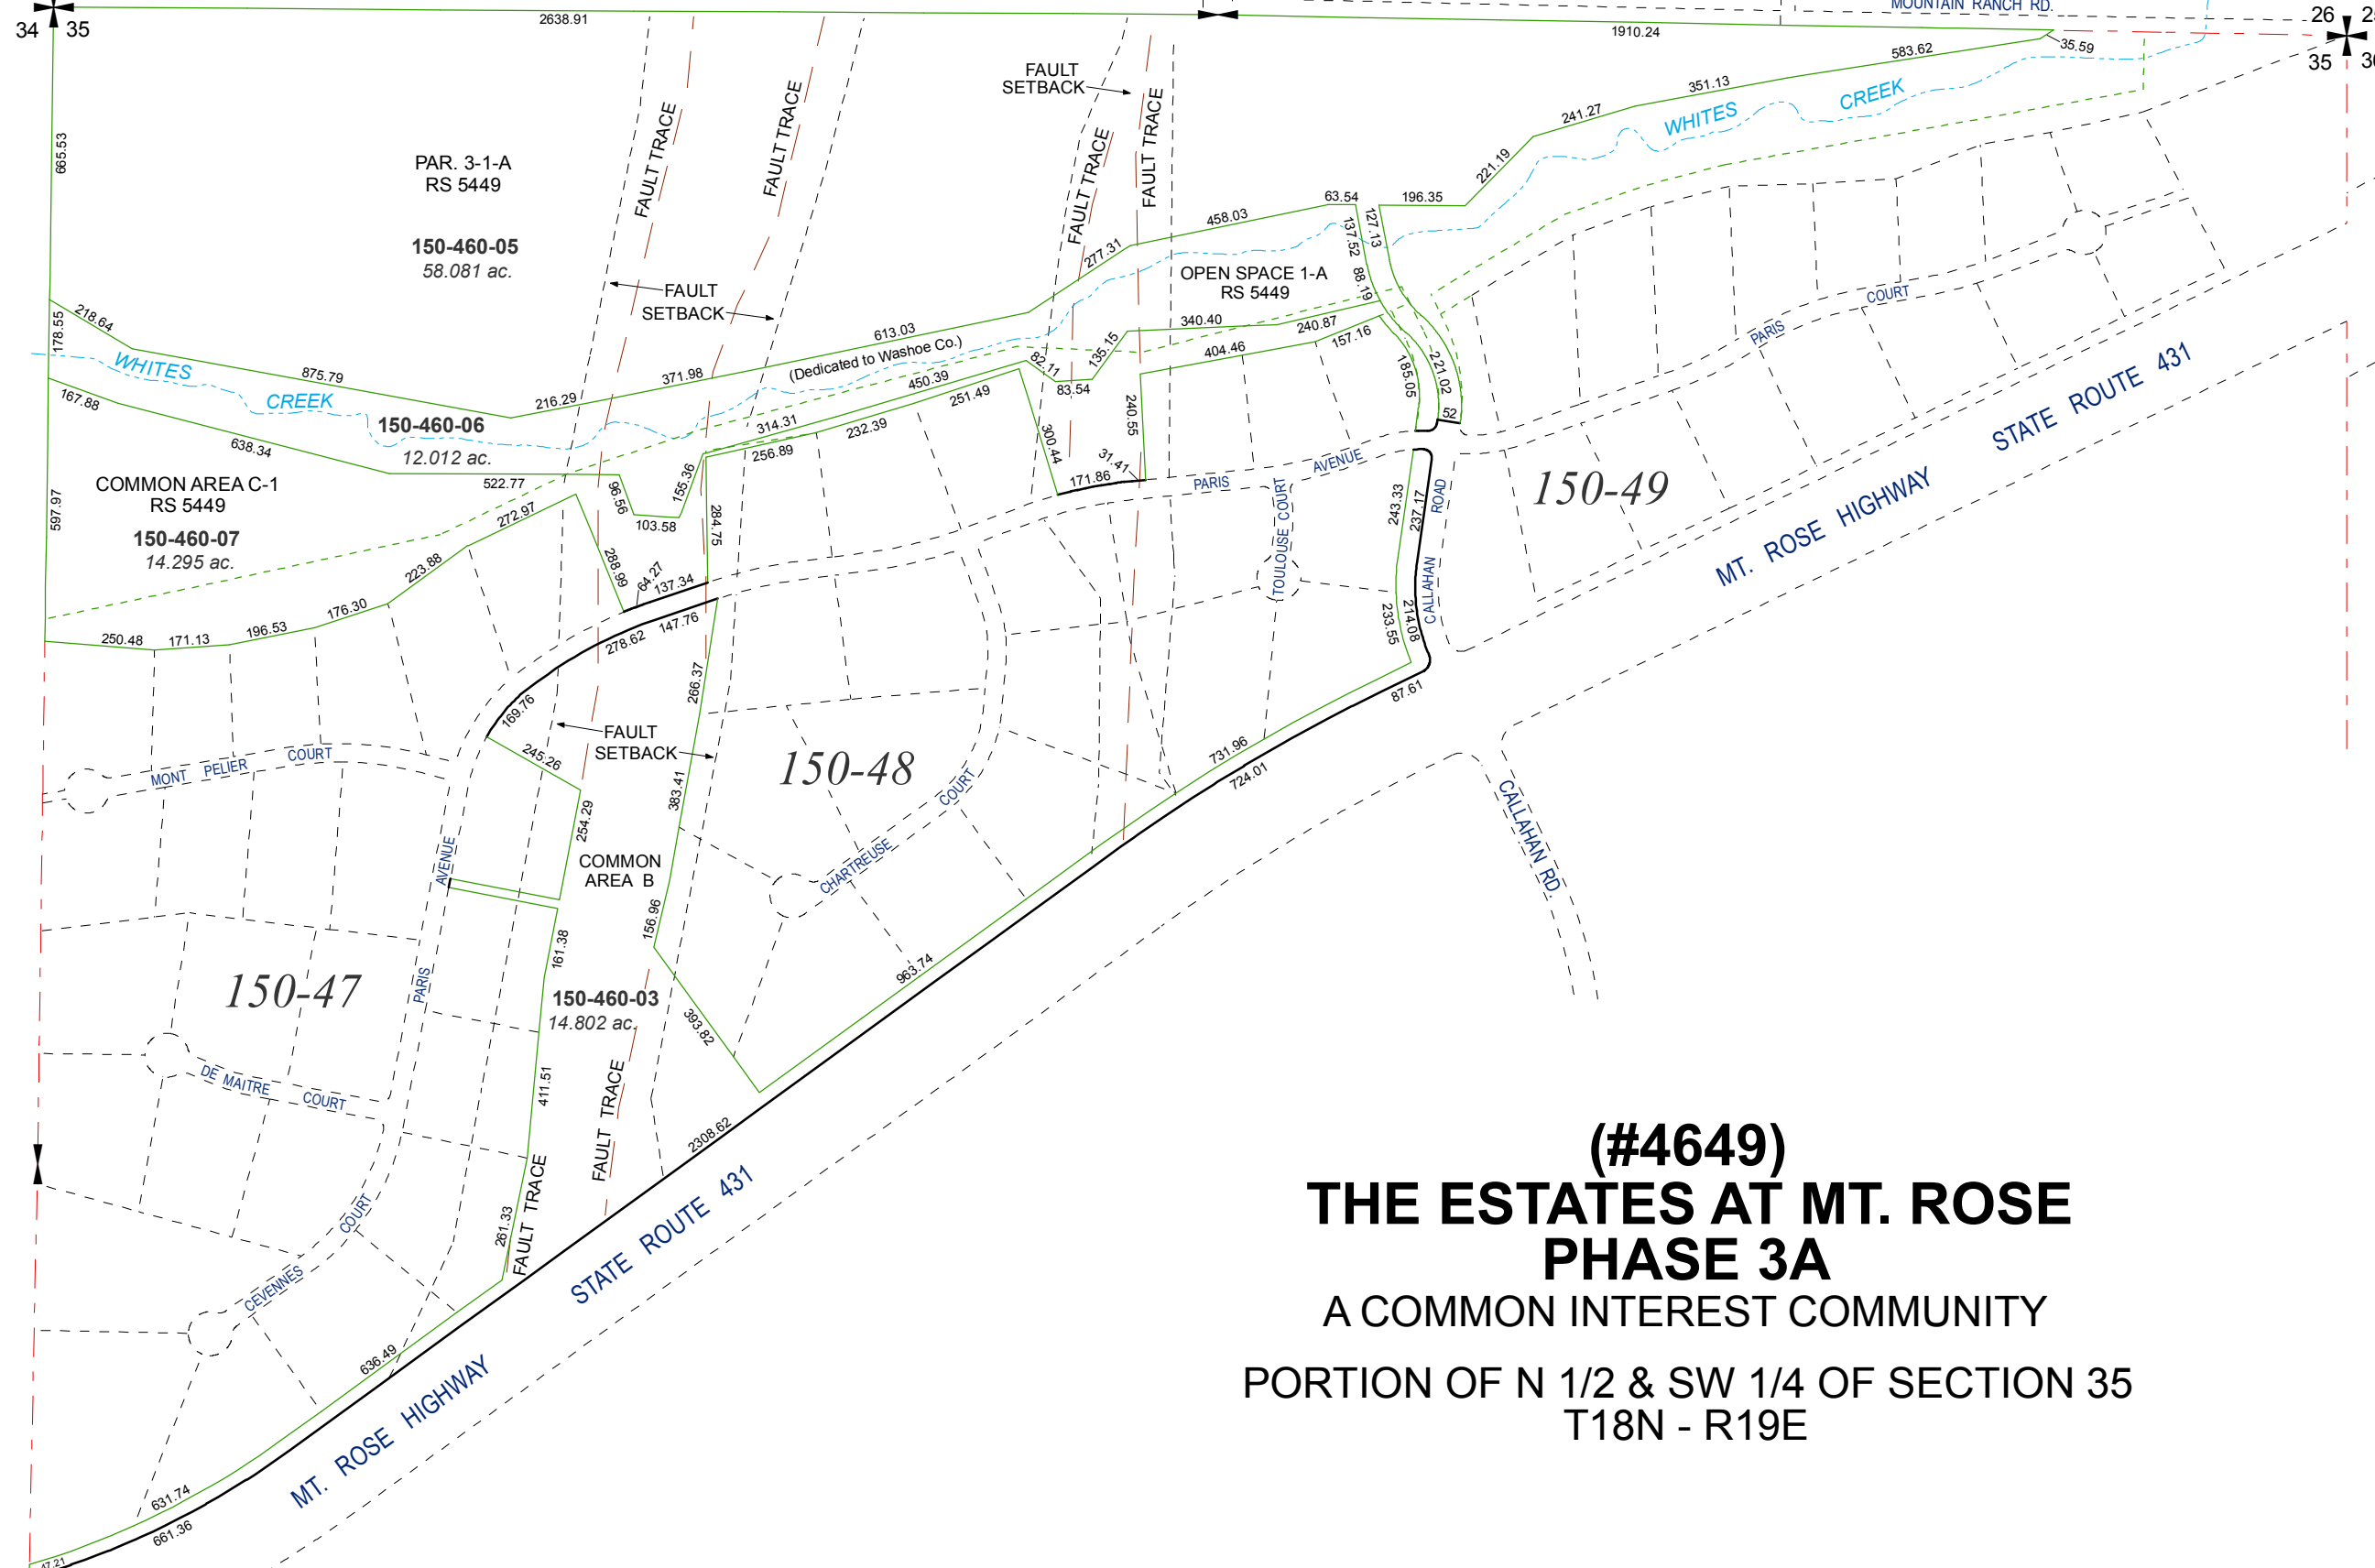 2638.91
MOUNTAIN RANCH RD.
34 35
26
35
1910.24
35.59
583.62
351.13
241.27
221.19
WHITES
CREEK
FAULT
SETBACK
FAULT TRACE
FAULT TRACE
FAULT TRACE
FAULT TRACE
665.53
PAR. 3-1-A
RS 5449
150-460-05
58.081 ac.
63.54
196.35
127.13
137.52
88.19
458.03
277.31
OPEN SPACE 1-A
RS 5449
FAULT
SETBACK
613.03
(Dedicated to Washoe Co.)
340.40
240.87
157.16
404.46
135.15
82.11
83.54
218.64
178.55
WHITES
CREEK
875.79
216.29
371.98
450.39
251.49
314.31
232.39
256.89
167.88
638.34
150-460-06
12.012 ac.
COMMON AREA C-1
RS 5449
150-460-07
14.295 ac.
597.97
522.77
272.97
96.56
103.58
155.36
284.75
300.44
171.86
31.41
240.55
185.05
221.02
52
PARIS
AVENUE
PARIS
COURT
150-49
MT. ROSE HIGHWAY
STATE ROUTE 431
TOULOUSE COURT
243.33
237.17
CALLAHAN
ROAD
233.55
214.08
87.61
223.88
176.30
196.53
171.13
250.48
288.99
64.27
137.34
278.62
147.76
169.76
266.37
FAULT
SETBACK
245.26
254.29
383.41
156.96
COMMON
AREA B
MONT PELIER
COURT
AVENUE
PARIS
150-48
CHARTREUSE
COURT
731.96
724.01
963.74
CALLAHAN RD.
150-47
161.38
150-460-03
14.802 ac.
393.82
411.51
DE MAITRE
COURT
FAULT TRACE
FAULT TRACE
261.33
2308.62
STATE ROUTE 431
CEVENNES
COURT
636.49
MT. ROSE HIGHWAY
631.74
661.36
47.21
(#4649)
THE ESTATES AT MT. ROSE
PHASE 3A
A COMMON INTEREST COMMUNITY
PORTION OF N 1/2 & SW 1/4 OF SECTION 35
T18N - R19E